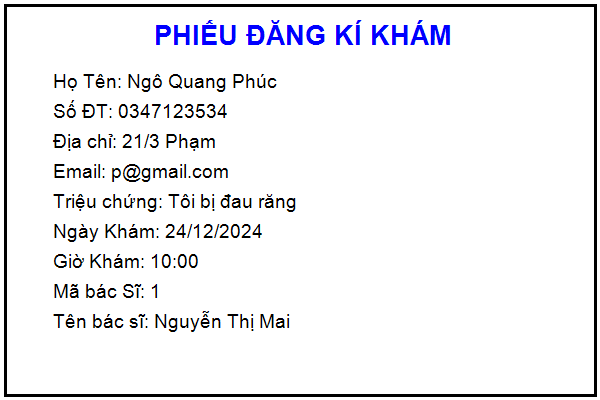 PHIẾU ĐĂNG KÍ KHÁM
Họ Tên: Ngô Quang Phúc
Số ĐT: 0347123534
Địa chỉ: 21/3 Phạm
Email: p@gmail.com
Triệu chứng: Tôi bị đau răng
Ngày Khám: 24/12/2024
Giờ Khám: 10:00
Mã bác Sĩ: 1
Tên bác sĩ: Nguyễn Thị Mai